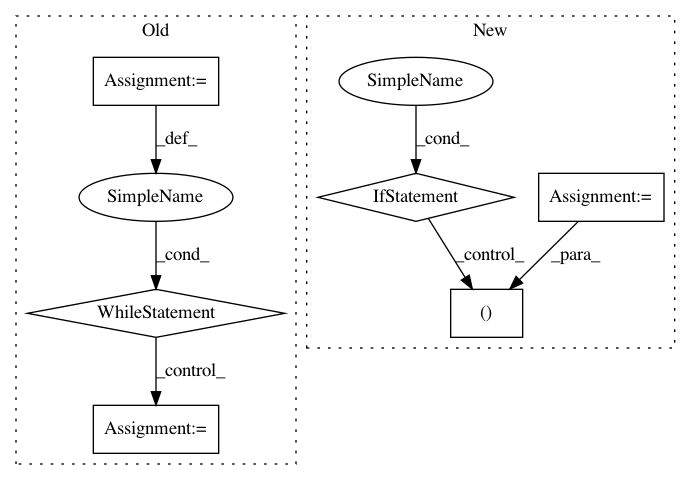 Old
Assignment:=
_def_
SimpleName
_cond_
WhileStatement
_control_
Assignment:=
New
SimpleName
_cond_
IfStatement
Assignment:=
_control_
_para_
()